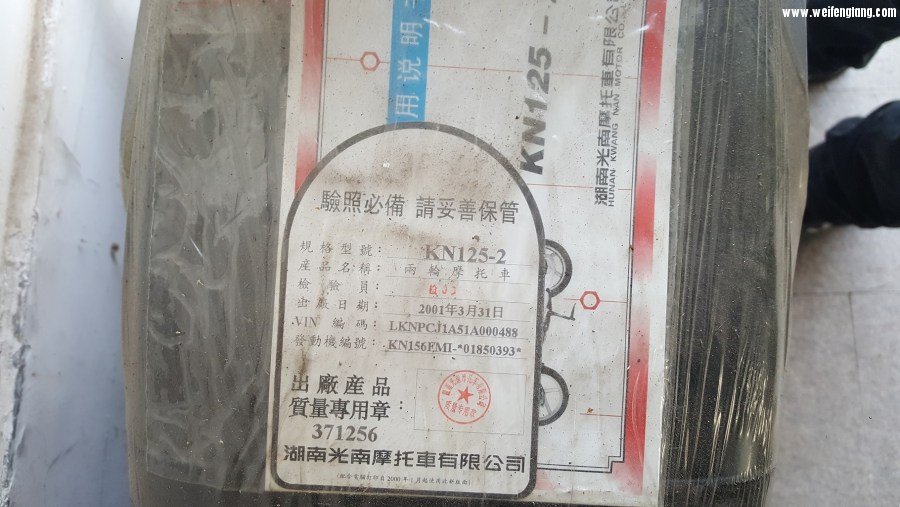 www.weifengtang.com
用说明
KN125-
湖南光南摩托車有限公
HUNAN KWANG NAN MOTOR CO.
驗照必備 請妥善保管
規格型號: KN125-2
產品名稱: 兩輪摩托車
檢驗員:
出廠日期: 2001年3月31日
VIN 編碼: LKNPCJ1A51A000488
發動機編號: KN156FMI-*01850393*
出廠產品
質量專用章:
371256
湖南光南摩托車有限公司